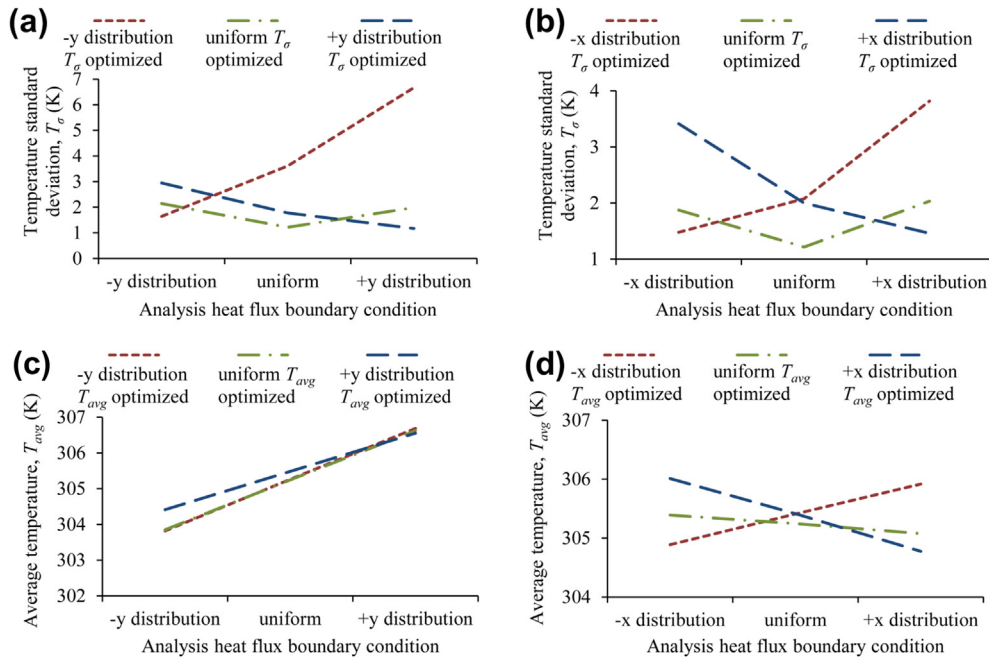 (a)
-y distribution
Tσ optimized
uniform Tσ
optimized
+y distribution
Tσ optimized
Temperature standard
deviation, Tσ (K)
7
6
5
4
3
2
1
0
-y distribution uniform +y distribution
Analysis heat flux boundary condition
(b)
-x distribution
Tσ optimized
uniform Tσ
optimized
+x distribution
Tσ optimized
Temperature standard
deviation, Tσ (K)
4
3
2
1
-x distribution uniform +x distribution
Analysis heat flux boundary condition
(c)
-y distribution
Tavg optimized
uniform Tavg
optimized
+y distribution
Tavg optimized
Average temperature, Tavg (K)
307
306
305
304
303
302
-y distribution uniform +y distribution
Analysis heat flux boundary condition
(d)
-x distribution
Tavg optimized
uniform Tavg
optimized
+x distribution
Tavg optimized
Average temperature, Tavg (K)
307
306
305
304
-x distribution uniform +x distribution
Analysis heat flux boundary condition